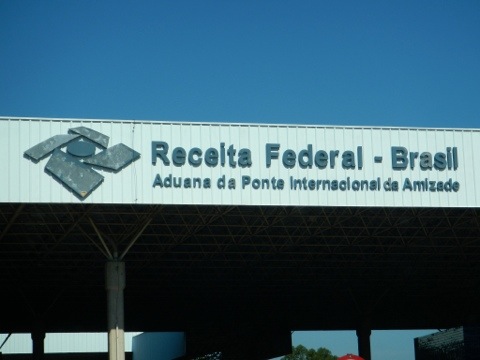 Receita Federal - Brasil
Aduana da Ponte Internacional da Amizade